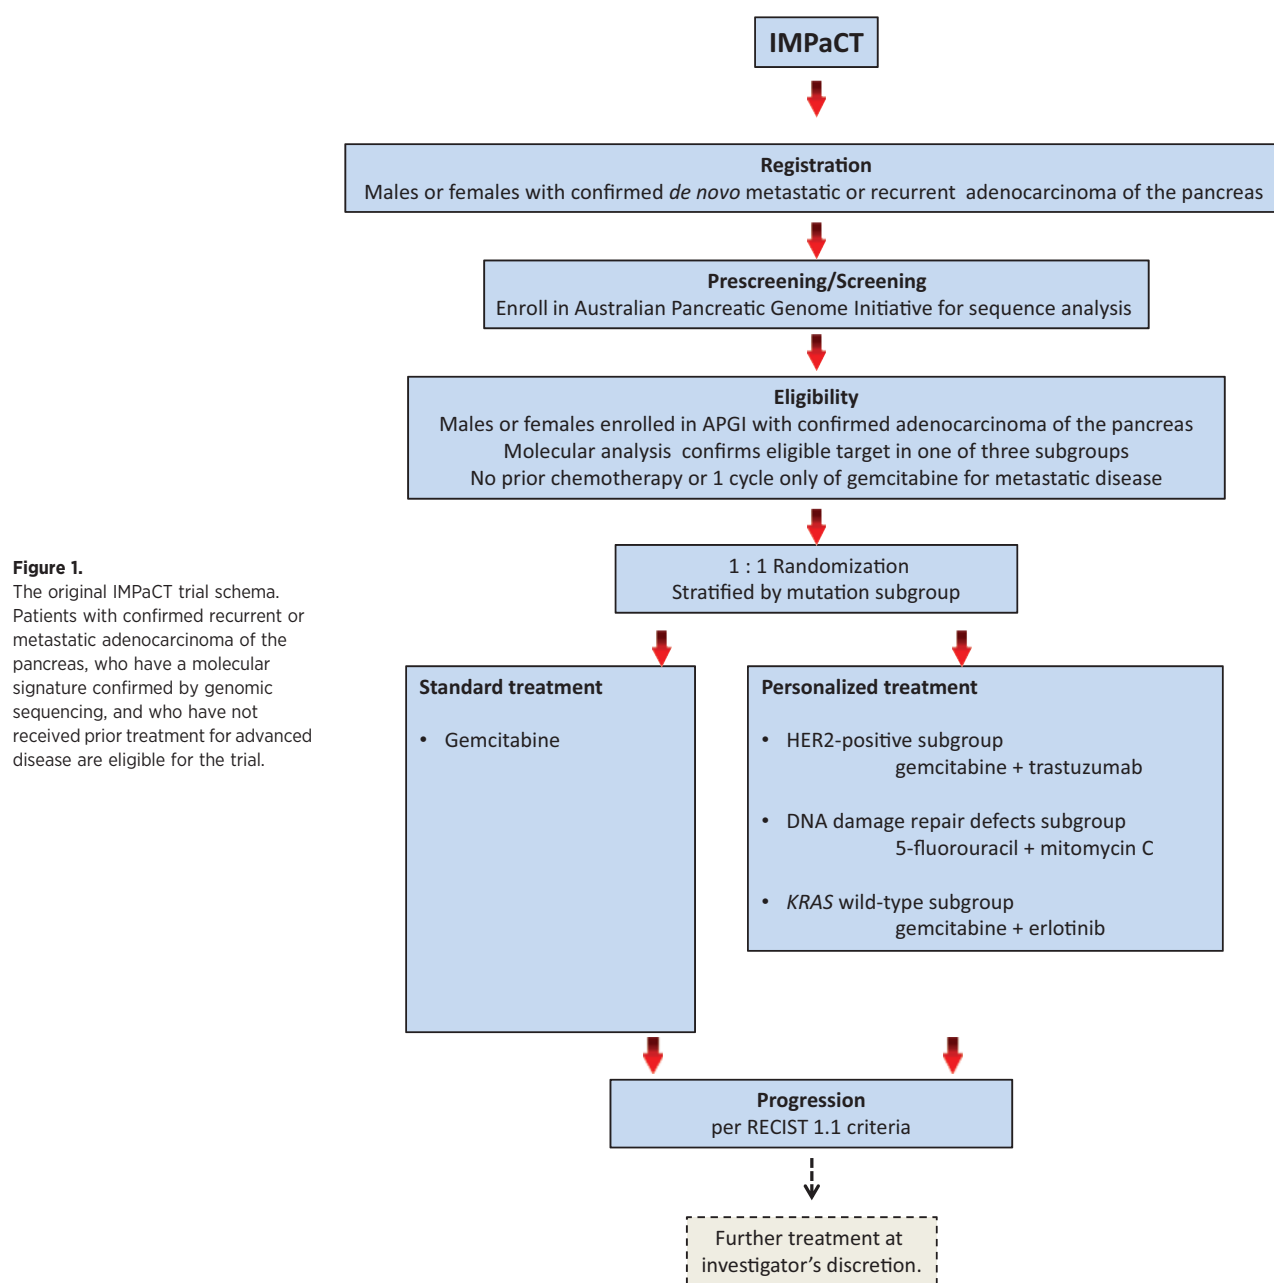 IMPaCT
Registration
Males or females with confirmed de novo metastatic or recurrent adenocarcinoma of the pancreas
Prescreening/Screening
Enroll in Australian Pancreatic Genome Initiative for sequence analysis
Eligibility
Males or females enrolled in APGI with confirmed adenocarcinoma of the pancreas
Molecular analysis confirms eligible target in one of three subgroups
No prior chemotherapy or 1 cycle only of gemcitabine for metastatic disease
1 : 1 Randomization
Stratified by mutation subgroup
Standard treatment
• Gemcitabine
Personalized treatment
• HER2-positive subgroup
gemcitabine + trastuzumab
• DNA damage repair defects subgroup
5-fluorouracil + mitomycin C
• KRAS wild-type subgroup
gemcitabine + erlotinib
Progression
per RECIST 1.1 criteria
Further treatment at
investigator’s discretion.
Figure 1.
The original IMPaCT trial schema.
Patients with confirmed recurrent or
metastatic adenocarcinoma of the
pancreas, who have a molecular
signature confirmed by genomic
sequencing, and who have not
received prior treatment for advanced
disease are eligible for the trial.